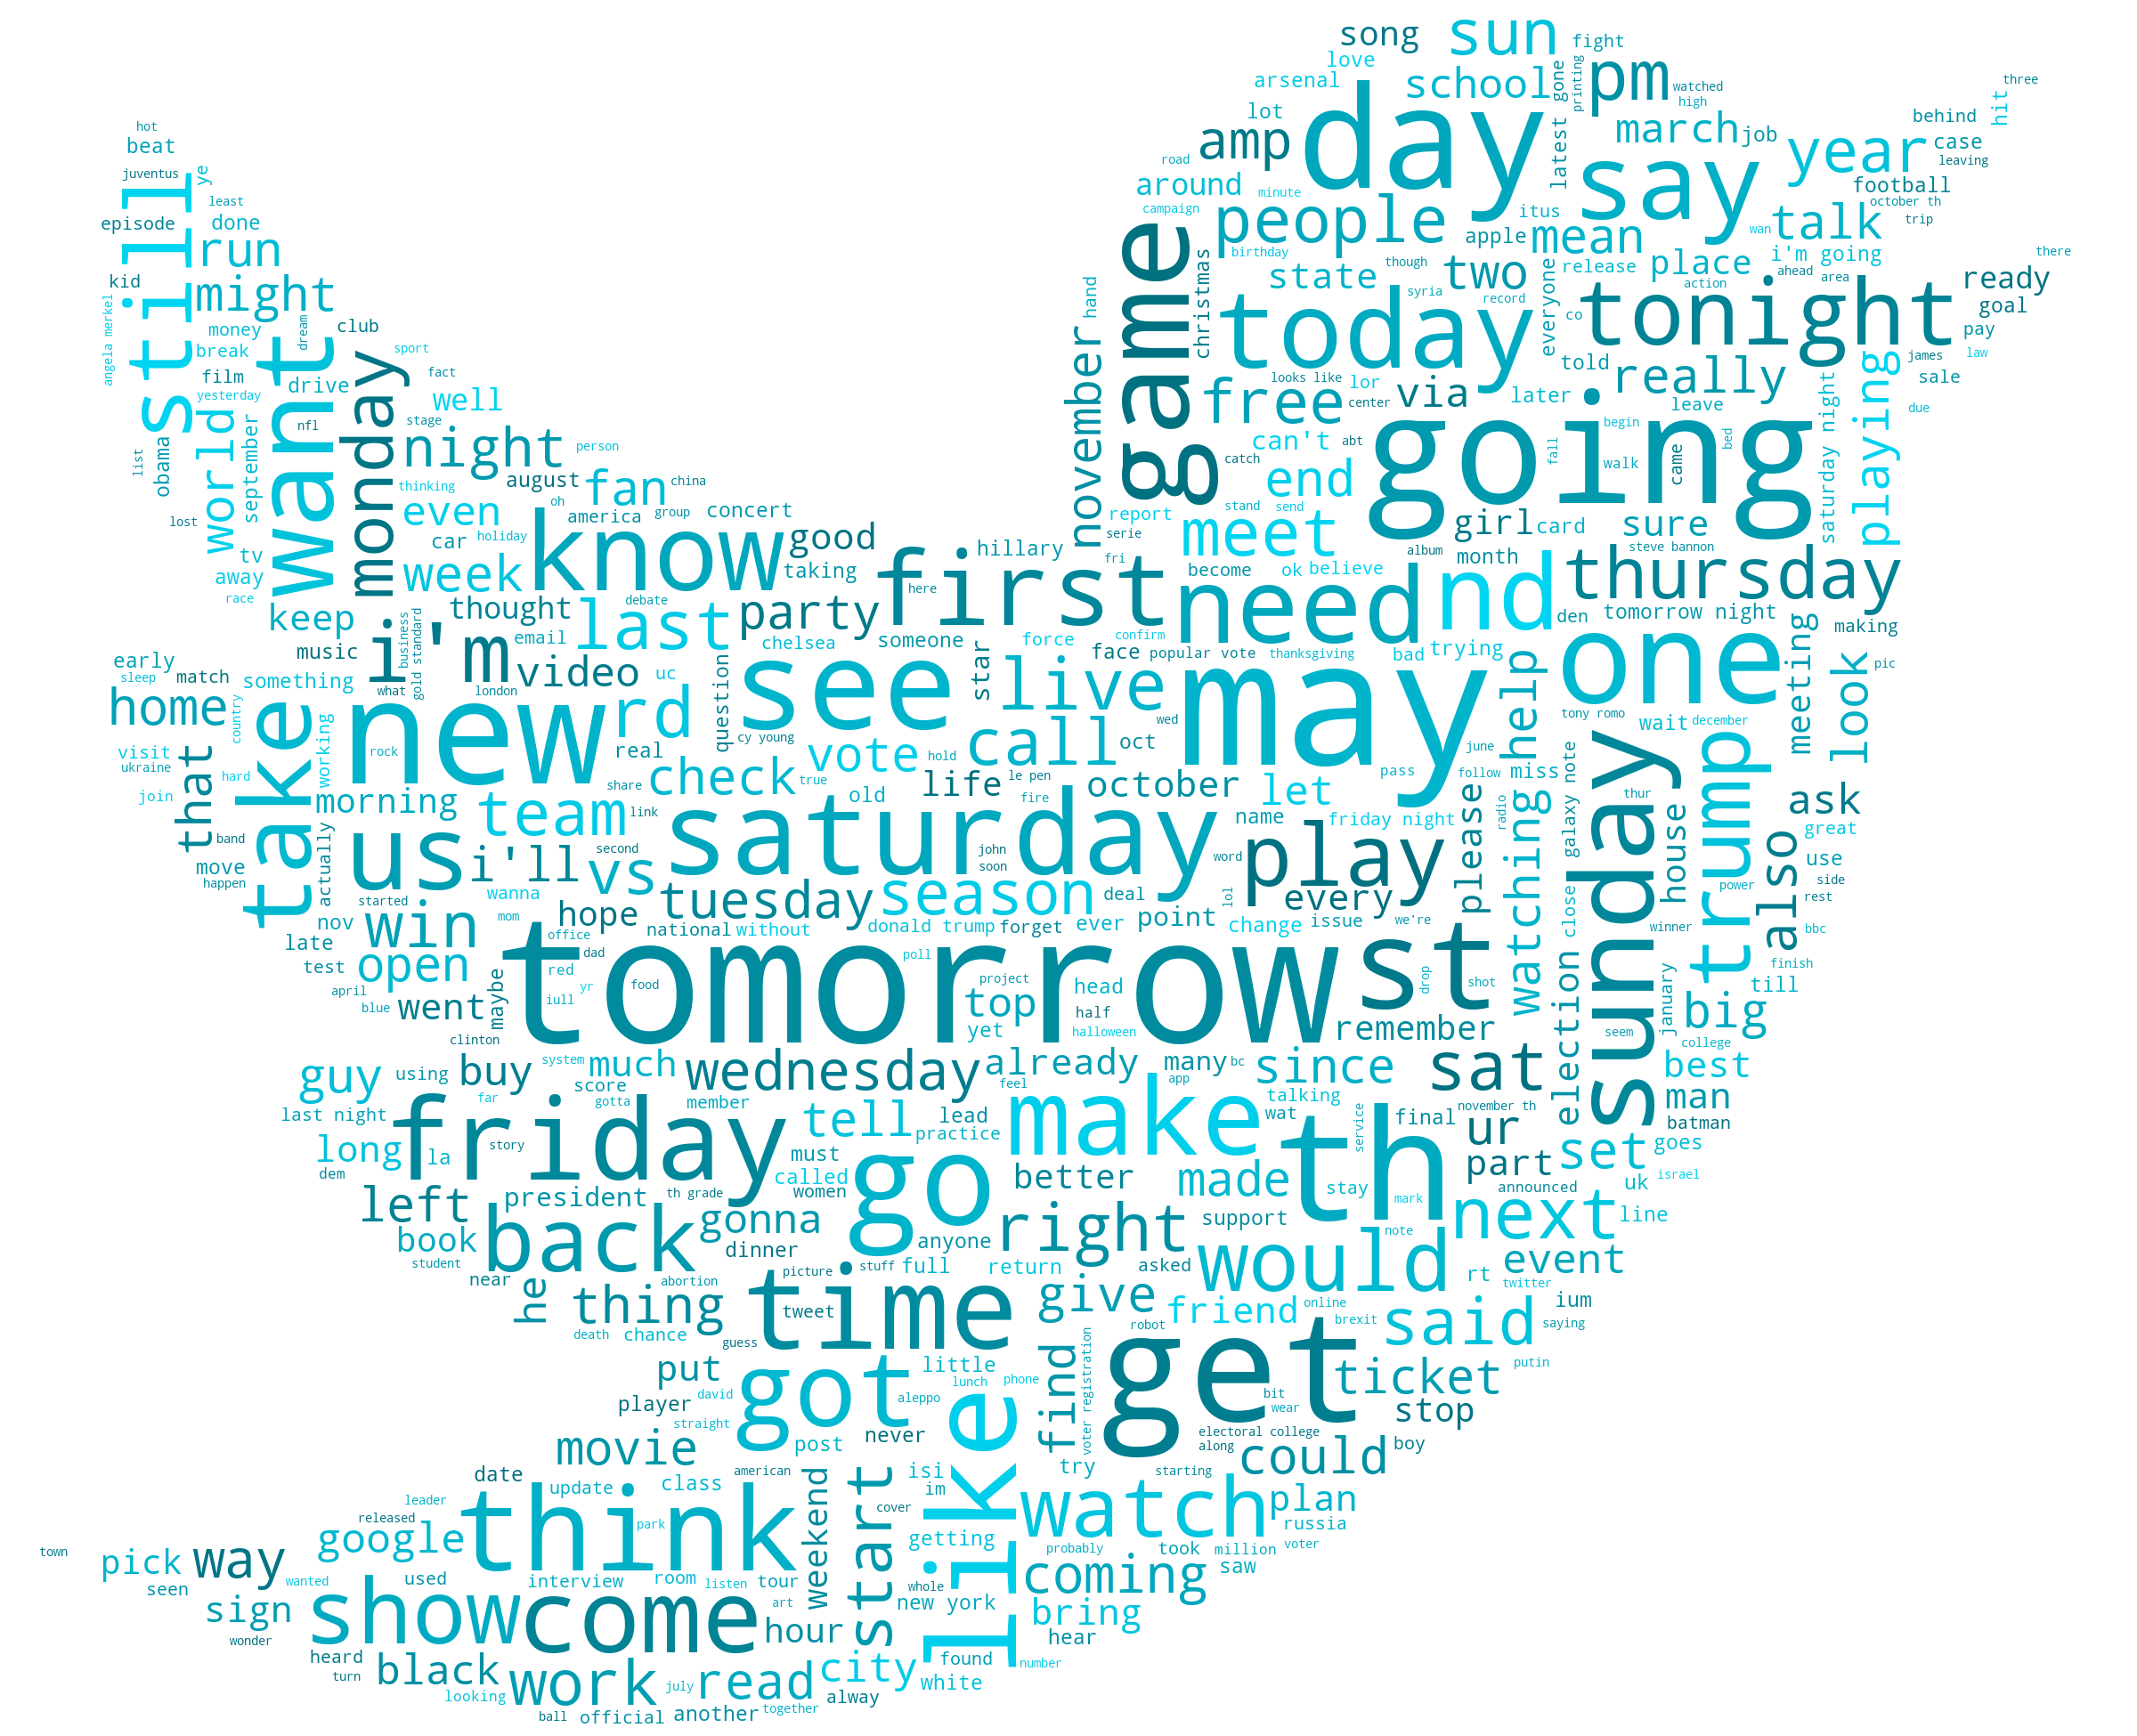 song
sun
fight
love
arsenal
school
pm
watched
high
three
lot
day
latest gone
printing
march
job
behind
hit
hot
beat
amp
say
year
case
leaving
juventus
still
ye
road
around
minute
football
october th
least
campaign
people
itus
talk
trip
episode
done
apple
mean
wan
run
game
birthday
christmas
state
though
two
everyone
release
place
i'm going
there
kid
might
hand
syria
record
action
ahead
area
ready
angela merkel
money
dream
club
today
co
tonight
goal
pay
break
want
monday
sport
november
looks like
told
really
james
law
film
drive
fact
free
center
lor
via
later
leave
saturday night
playing
sale
yesterday
world
september
well
due
nfl
stage
going
begin
obama
list
night
person
can't
abt
fall
walk
came
bed
thinking
august
fan
china
catch
end
lost
even
oh
america
group
concert
report
stand
send
girl
card
sure
tv
car
holiday
know
good
hillary
serie
meet
album
month
steve bannon
away
week
taking
first
fri
become
ok
believe
nd
thursday
race
debate
here
need
keep
thought
last
party
den
tomorrow night
i'm
business
gold standard
email
chelsea
someone
force
confirm
bad
trying
one
meeting
making
music
video
see
star
face
popular vote
thanksgiving
help
look
pic
early
sleep
match
something
what
london
uc
question
live
home
take
country
working
new
rd
cy young
wed
may
tony romo
wait
december
visit
ukraine
that
rock
real
vote
call
oct
june
sunday
trump
hard
check
true
hold
le pen
pass
follow
miss
join
morning
share
life
october
let
please
watching
galaxy note
thur
ask
team
link
old
fire
name
friday night
radio
house
also
great
band
actually
us
i'll
second
vs
saturday
john
soon
word
play
use
move
happen
started
wanna
tuesday
season
deal
lol
every
close
power
side
rest
nov
win
mom
hope
national
without
donald trump
forget
ever
point
change
issue
we're
election
winner
bbc
late
office
dad
tomorrow
poll
st
test
open
maybe
red
yr
food
project
top
head
drop
shot
january
finish
till
april
blue
went
iull
yet
half
halloween
remember
seem
big
clinton
college
guy
using
buy
system
much
wednesday
already
many
bc
since
sat
best
score
feel
app
last night
far
friday
gotta
member
tell
lead
make
wat
talking
th
service
final
november th
man
batman
long
la
story
must
practice
ur
set
goes
dem
called
go
better
made
stay
part
uk
israel
left
president
th grade
women
mark
announced
back
gonna
anyone
right
support
next
line
book
student
dinner
would
note
event
near
abortion
picture
stuff
full
return
asked
rt
twitter
he
thing
time
give
friend
online
ium
tweet
robot
brexit
said
saying
death
chance
guess
find
voter registration
get
put
got
little
lunch
phone
ticket
putin
player
david
aleppo
like
bit
wear
stop
straight
post
never
electoral college
along
could
boy
movie
date
american
start
isi
im
try
starting
update
class
weekend
watch
plan
leader
think
cover
released
park
getting
russia
town
google
probably
took
million
voter
pick
way
seen
wanted
used
interview
room
listen
tour
whole
coming
saw
sign
show
come
art
new york
bring
wonder
hour
hear
heard
turn
black
work
july
read
city
found
white
number
looking
alway
ball
official
another
together